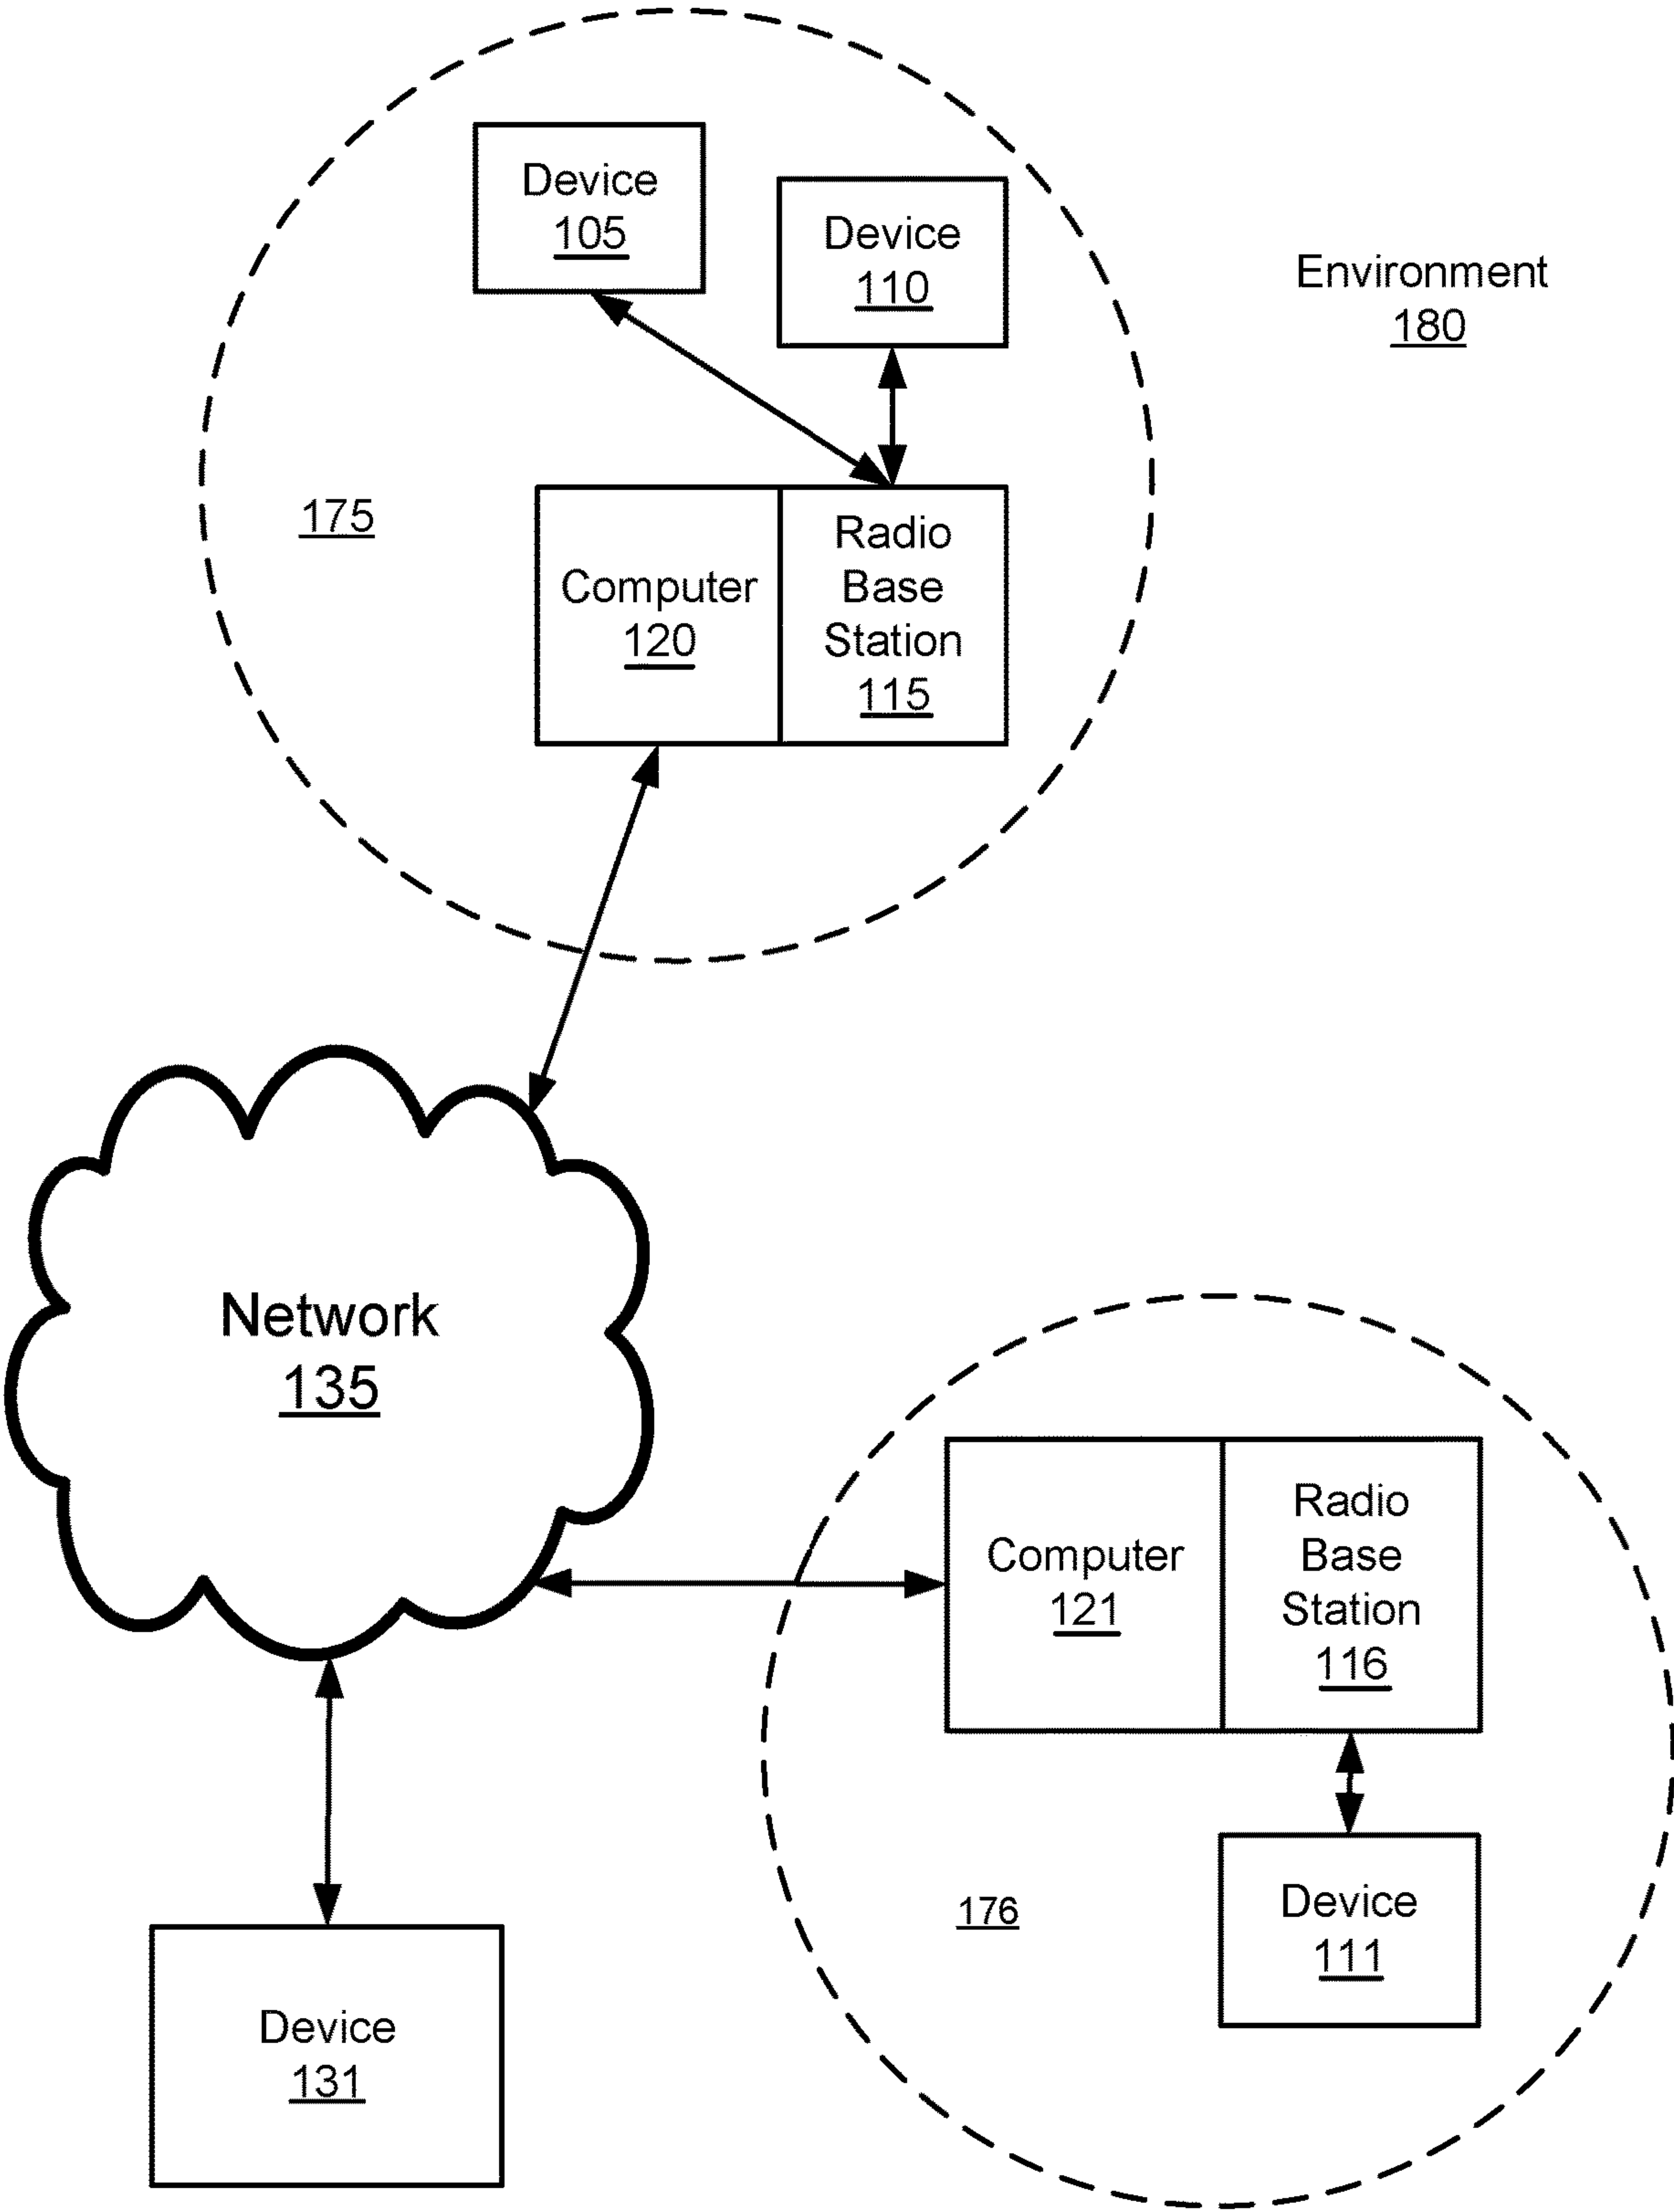 Device
105
Device
110
Environment
180
175
Computer
120
Radio
Base
Station
115
Network
135
Computer
121
Radio
Base
Station
116
176
Device
111
Device
131